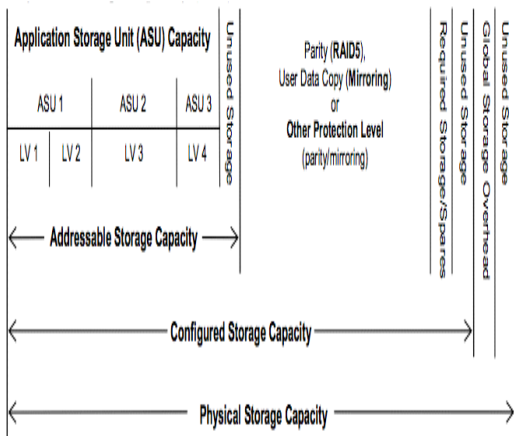 Application Storage Unit (ASU) Capacity
ASU 1 ASU 2 ASU 3
LV 1 LV 2 LV 3 LV 4
Unused Storage
Parity (RAID5),
User Data Copy (Mirroring)
or
Other Protection Level
(parity/mirroring)
Required Storage/Spares
Unused Storage
Global Storage Overhead
Unused Storage
Addressable Storage Capacity
Configured Storage Capacity
Physical Storage Capacity